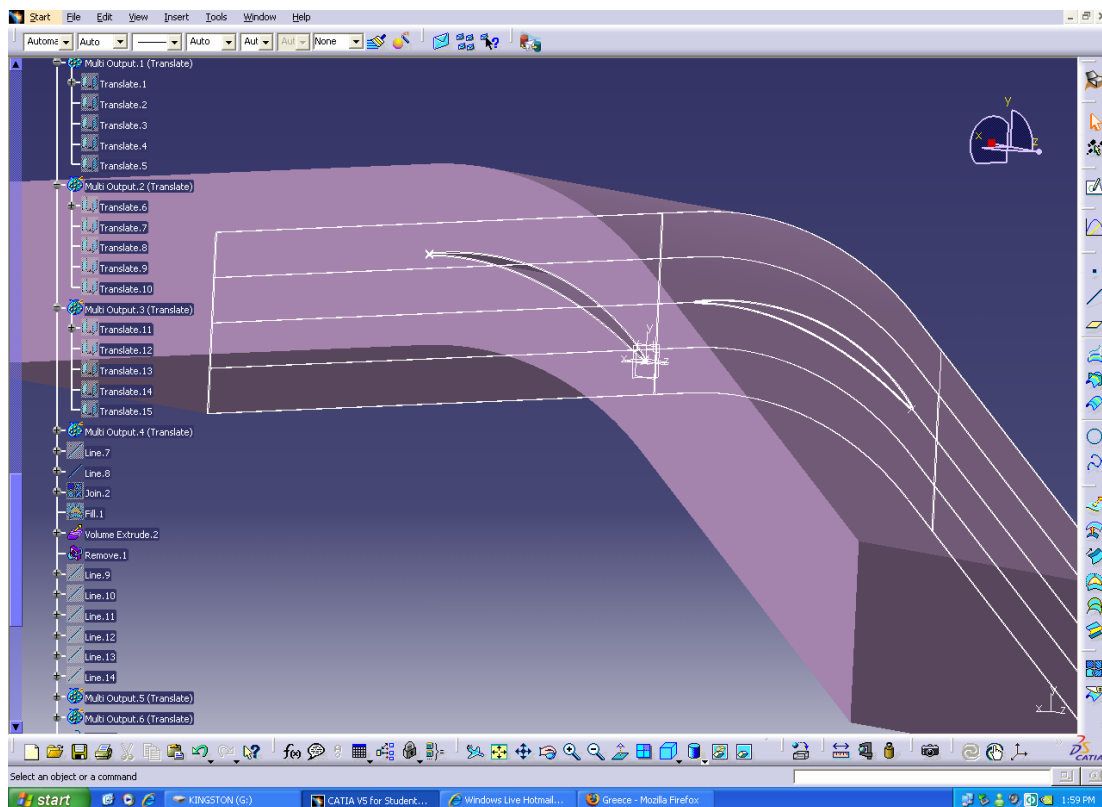 Start File Edit View Insert Tools Window Help
Automa Auto Auto Aut Aut None
Multi Output.1 (Translate)
Translate.1
Translate.2
Translate.3
Translate.4
Translate.5
Multi Output.2 (Translate)
Translate.6
Translate.7
Translate.8
Translate.9
Translate.10
Multi Output.3 (Translate)
Translate.11
Translate.12
Translate.13
Translate.14
Translate.15
Multi Output.4 (Translate)
Line.7
Line.8
Join.2
Fill.1
Volume Extrude.2
Remove.1
Line.9
Line.10
Line.11
Line.12
Line.13
Line.14
Multi Output.5 (Translate)
Multi Output.6 (Translate)
y
x
z
y
x
z
y
x z
f(x)
CATIA
Select an object or a command
start KINGSTON (G:) CATIA V5 for Student... Windows Live Hotmail... Greece - Mozilla Firefox 1:59 PM